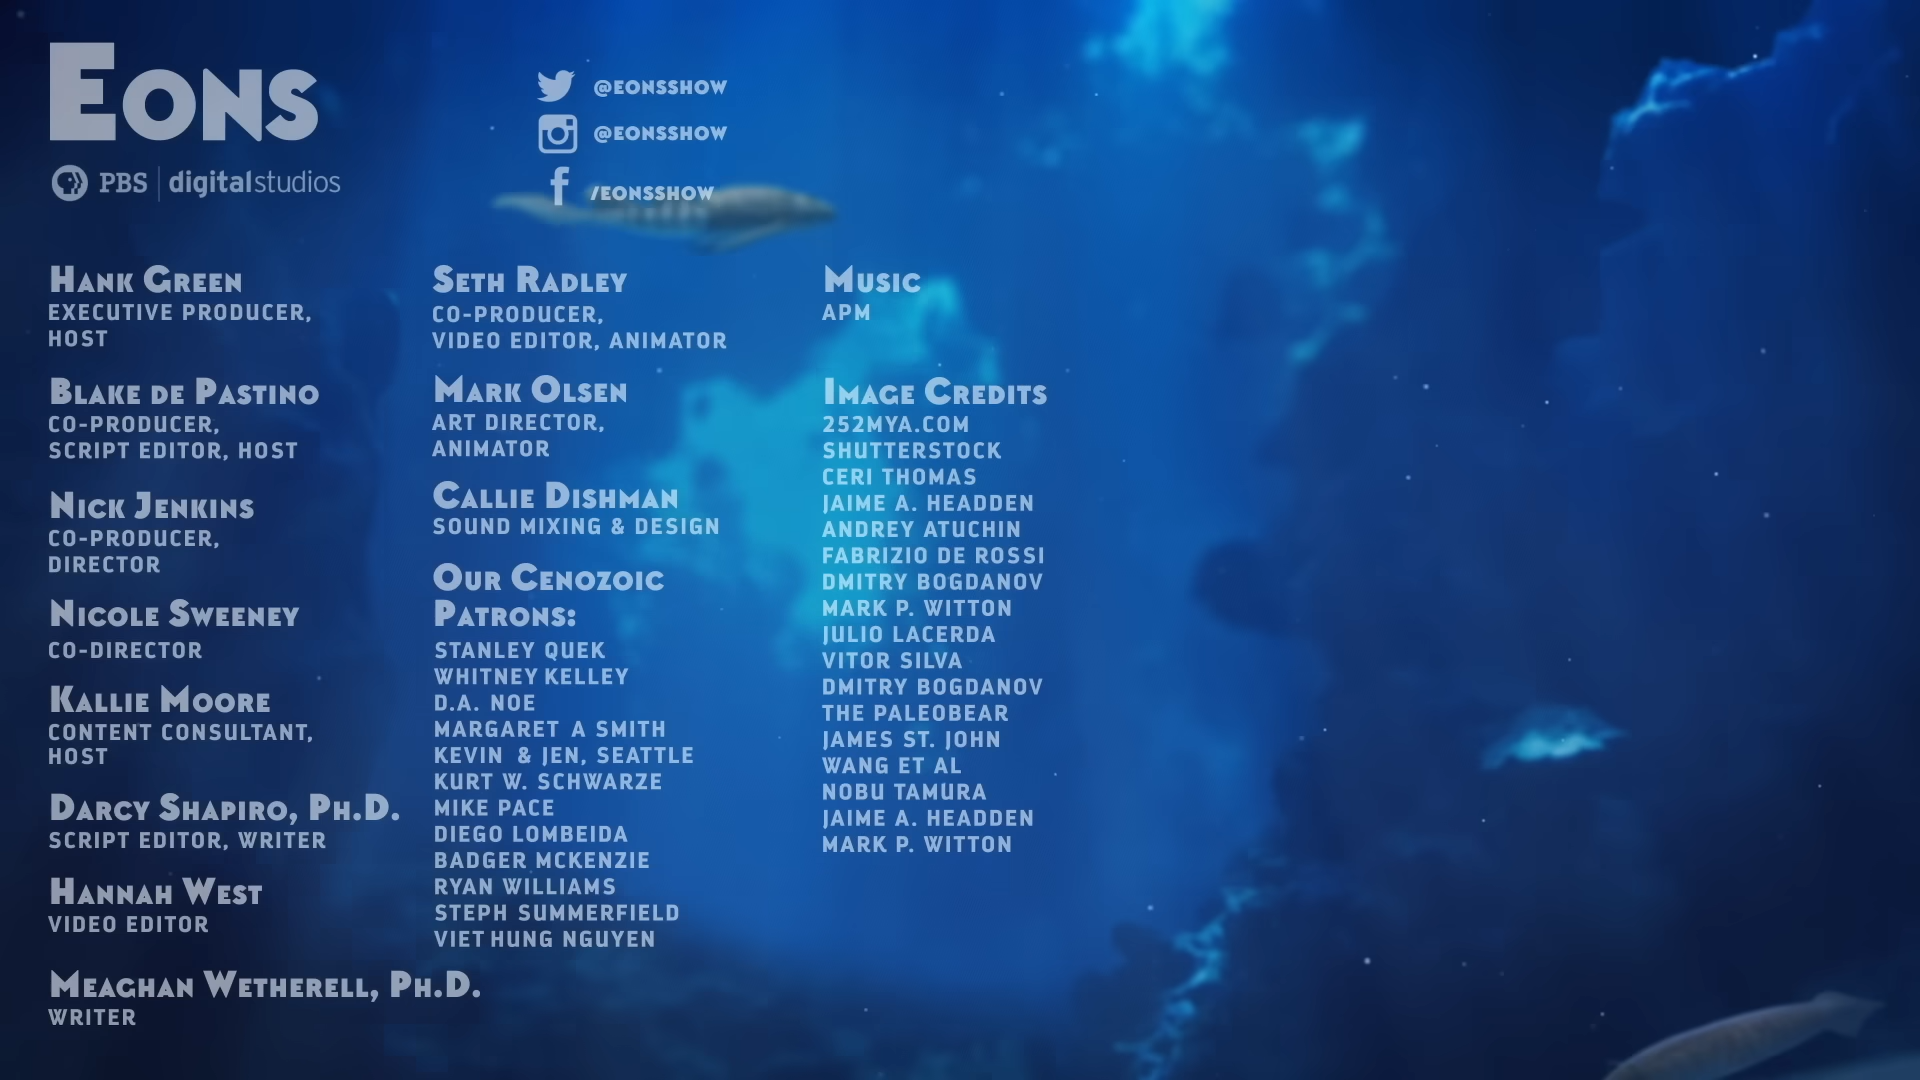 EONS
PBS | digitalstudios
@EONSSHOW
@EONSSHOW
/EONSSHOW
HANK GREEN
EXECUTIVE PRODUCER,
HOST
BLAKE DE PASTINO
CO-PRODUCER,
SCRIPT EDITOR, HOST
NICK JENKINS
CO-PRODUCER,
DIRECTOR
NICOLE SWEENEY
CO-DIRECTOR
KALLIE MOORE
CONTENT CONSULTANT,
HOST
DARCY SHAPIRO, PH.D.
SCRIPT EDITOR, WRITER
HANNAH WEST
VIDEO EDITOR
MEAGHAN WETHERELL, PH.D.
WRITER
SETH RADLEY
CO-PRODUCER,
VIDEO EDITOR, ANIMATOR
MARK OLSEN
ART DIRECTOR,
ANIMATOR
CALLIE DISHMAN
SOUND MIXING & DESIGN
OUR CENOZOIC
PATRONS:
STANLEY QUEK
WHITNEY KELLEY
D.A. NOE
MARGARET A SMITH
KEVIN & JEN, SEATTLE
KURT W. SCHWARZE
MIKE PACE
DIEGO LOMBEIDA
BADGER MCKENZIE
RYAN WILLIAMS
STEPH SUMMERFIELD
VIET HUNG NGUYEN
MUSIC
APM
IMAGE CREDITS
252MYA.COM
SHUTTERSTOCK
CERI THOMAS
JAIME A. HEADDEN
ANDREY ATUCHIN
FABRIZIO DE ROSSI
DMITRY BOGDANOV
MARK P. WITTON
JULIO LACERDA
VITOR SILVA
DMITRY BOGDANOV
THE PALEOBEAR
JAMES ST. JOHN
WANG ET AL
NOBU TAMURA
JAIME A. HEADDEN
MARK P. WITTON